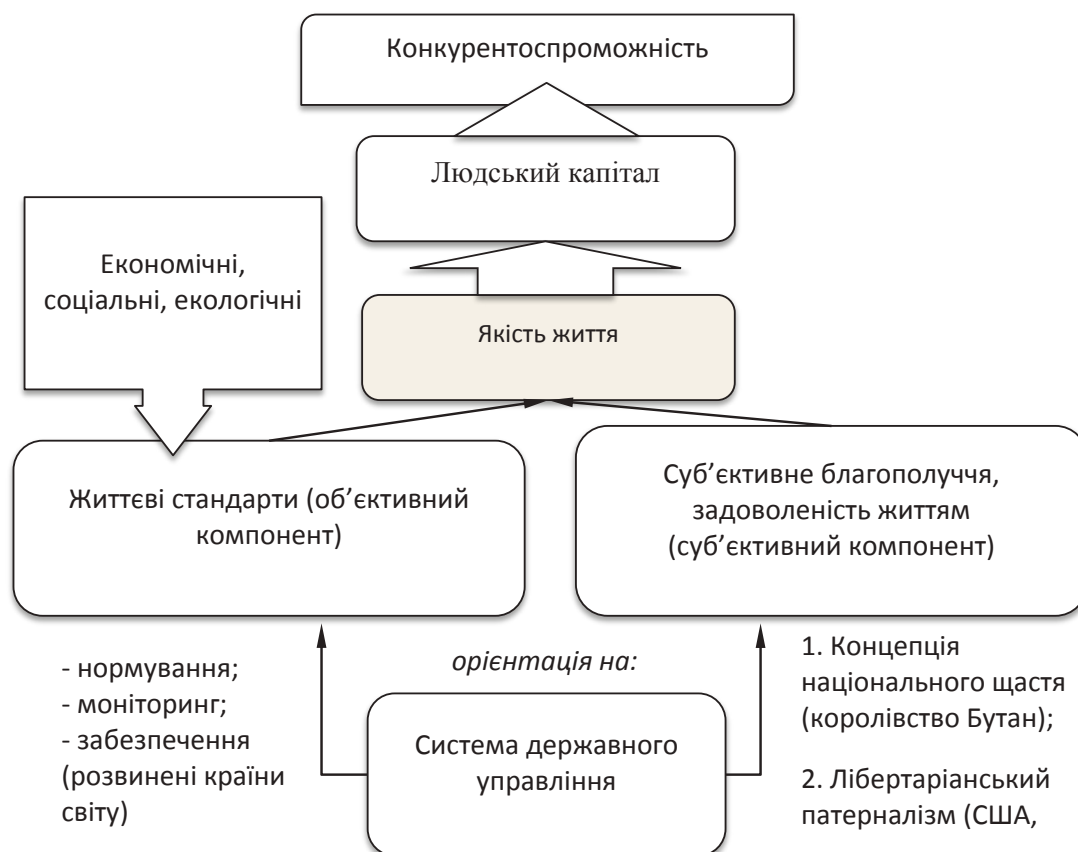 Конкурентоспроможність
Людський капітал
Економічні,
соціальні, екологічні
Якість життя
Життєві стандарти (об’єктивний
компонент)
Суб’єктивне благополуччя,
задоволеність життям
(суб’єктивний компонент)
- нормування;
- моніторинг;
- забезпечення
(розвинені країни
світу)
орієнтація на:
Система державного
управління
1. Концепція
національного щастя
(королівство Бутан);
2. Лібертаріанський
патерналізм (США,